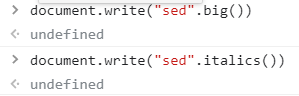 > document.write("sed".big())
<· undefined
> document.write("sed".italics())
<· undefined